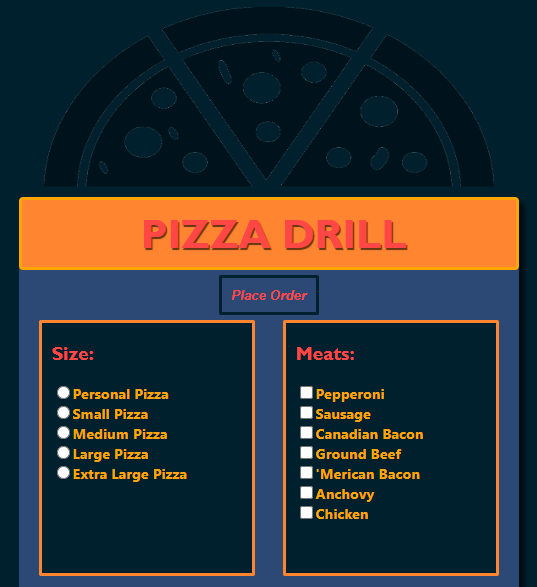 PIZZA DRILL
Place Order
Size:
Personal Pizza
Small Pizza
Medium Pizza
Large Pizza
Extra Large Pizza
Meats:
Pepperoni
Sausage
Canadian Bacon
Ground Beef
'Merican Bacon
Anchovy
Chicken